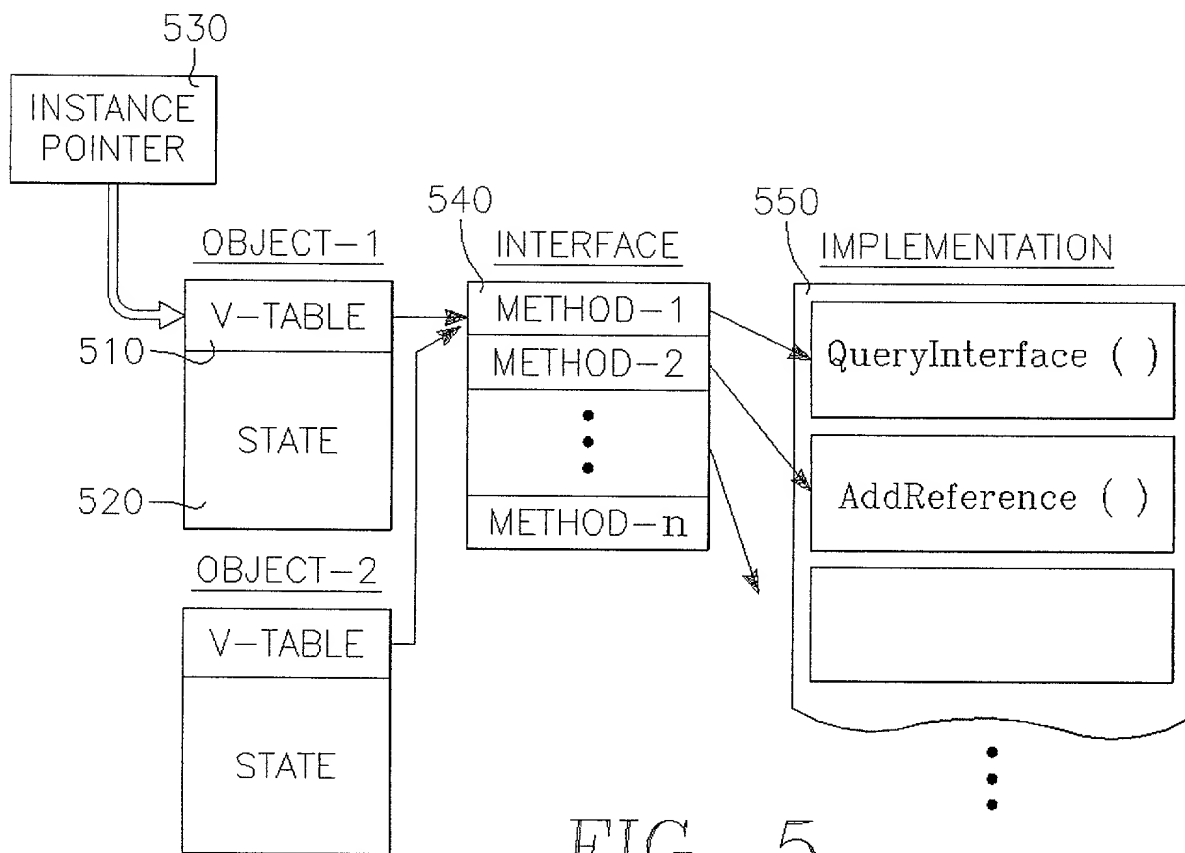 530
INSTANCE
POINTER
540
550
OBJECT-1
INTERFACE
IMPLEMENTATION
V-TABLE
METHOD-1
QueryInterface ( )
510
METHOD-2
STATE
AddReference ( )
520
METHOD-n
OBJECT-2
V-TABLE
STATE
FIG. 5